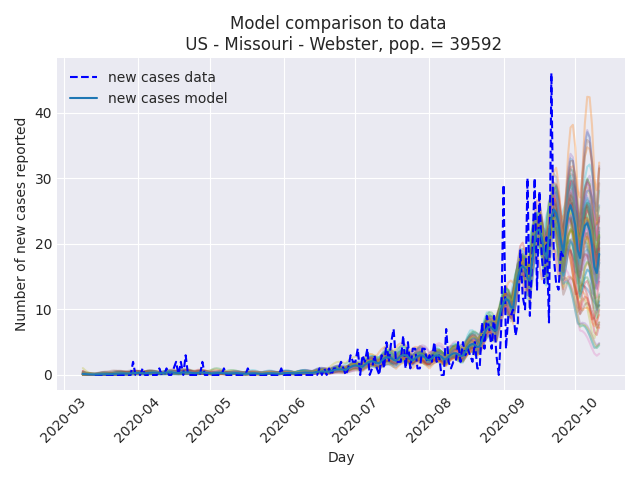 Model comparison to data
US - Missouri - Webster, pop. = 39592
new cases data
new cases model
Number of new cases reported
40
30
20
10
0
2020-03
2020-04
2020-05
2020-06
2020-07
2020-08
2020-09
2020-10
Day